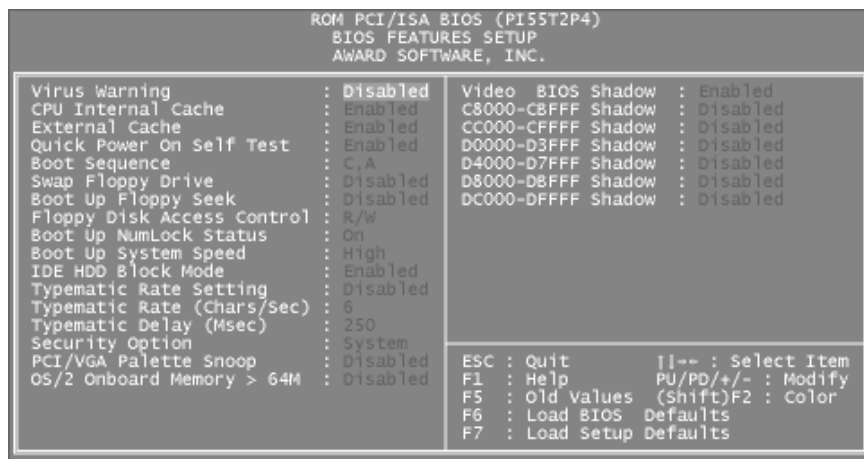 ROM PCI/ISA BIOS (PI55T2P4)
BIOS FEATURES SETUP
AWARD SOFTWARE, INC.
Virus Warning : Disabled
CPU Internal Cache : Enabled
External Cache : Enabled
Quick Power On Self Test : Enabled
Boot Sequence : C,A
Swap Floppy Drive : Disabled
Boot Up Floppy Seek : Disabled
Floppy Disk Access Control : R/W
Boot Up NumLock Status : On
Boot Up System Speed : High
IDE HDD Block Mode : Enabled
Typematic Rate Setting : Disabled
Typematic Rate (Chars/Sec) : 6
Typematic Delay (Msec) : 250
Security Option : System
PCI/VGA Palette Snoop : Disabled
OS/2 Onboard Memory > 64M : Disabled
Video BIOS Shadow : Enabled
C8000-CBFFF Shadow : Disabled
CC000-CFFFF Shadow : Disabled
D0000-D3FFF Shadow : Disabled
D4000-D7FFF Shadow : Disabled
D8000-DBFFF Shadow : Disabled
DC000-DFFFF Shadow : Disabled
ESC : Quit ||-- : Select Item
F1 : Help PU/PD/+/- : Modify
F5 : Old Values (Shift)F2 : Color
F6 : Load BIOS Defaults
F7 : Load Setup Defaults